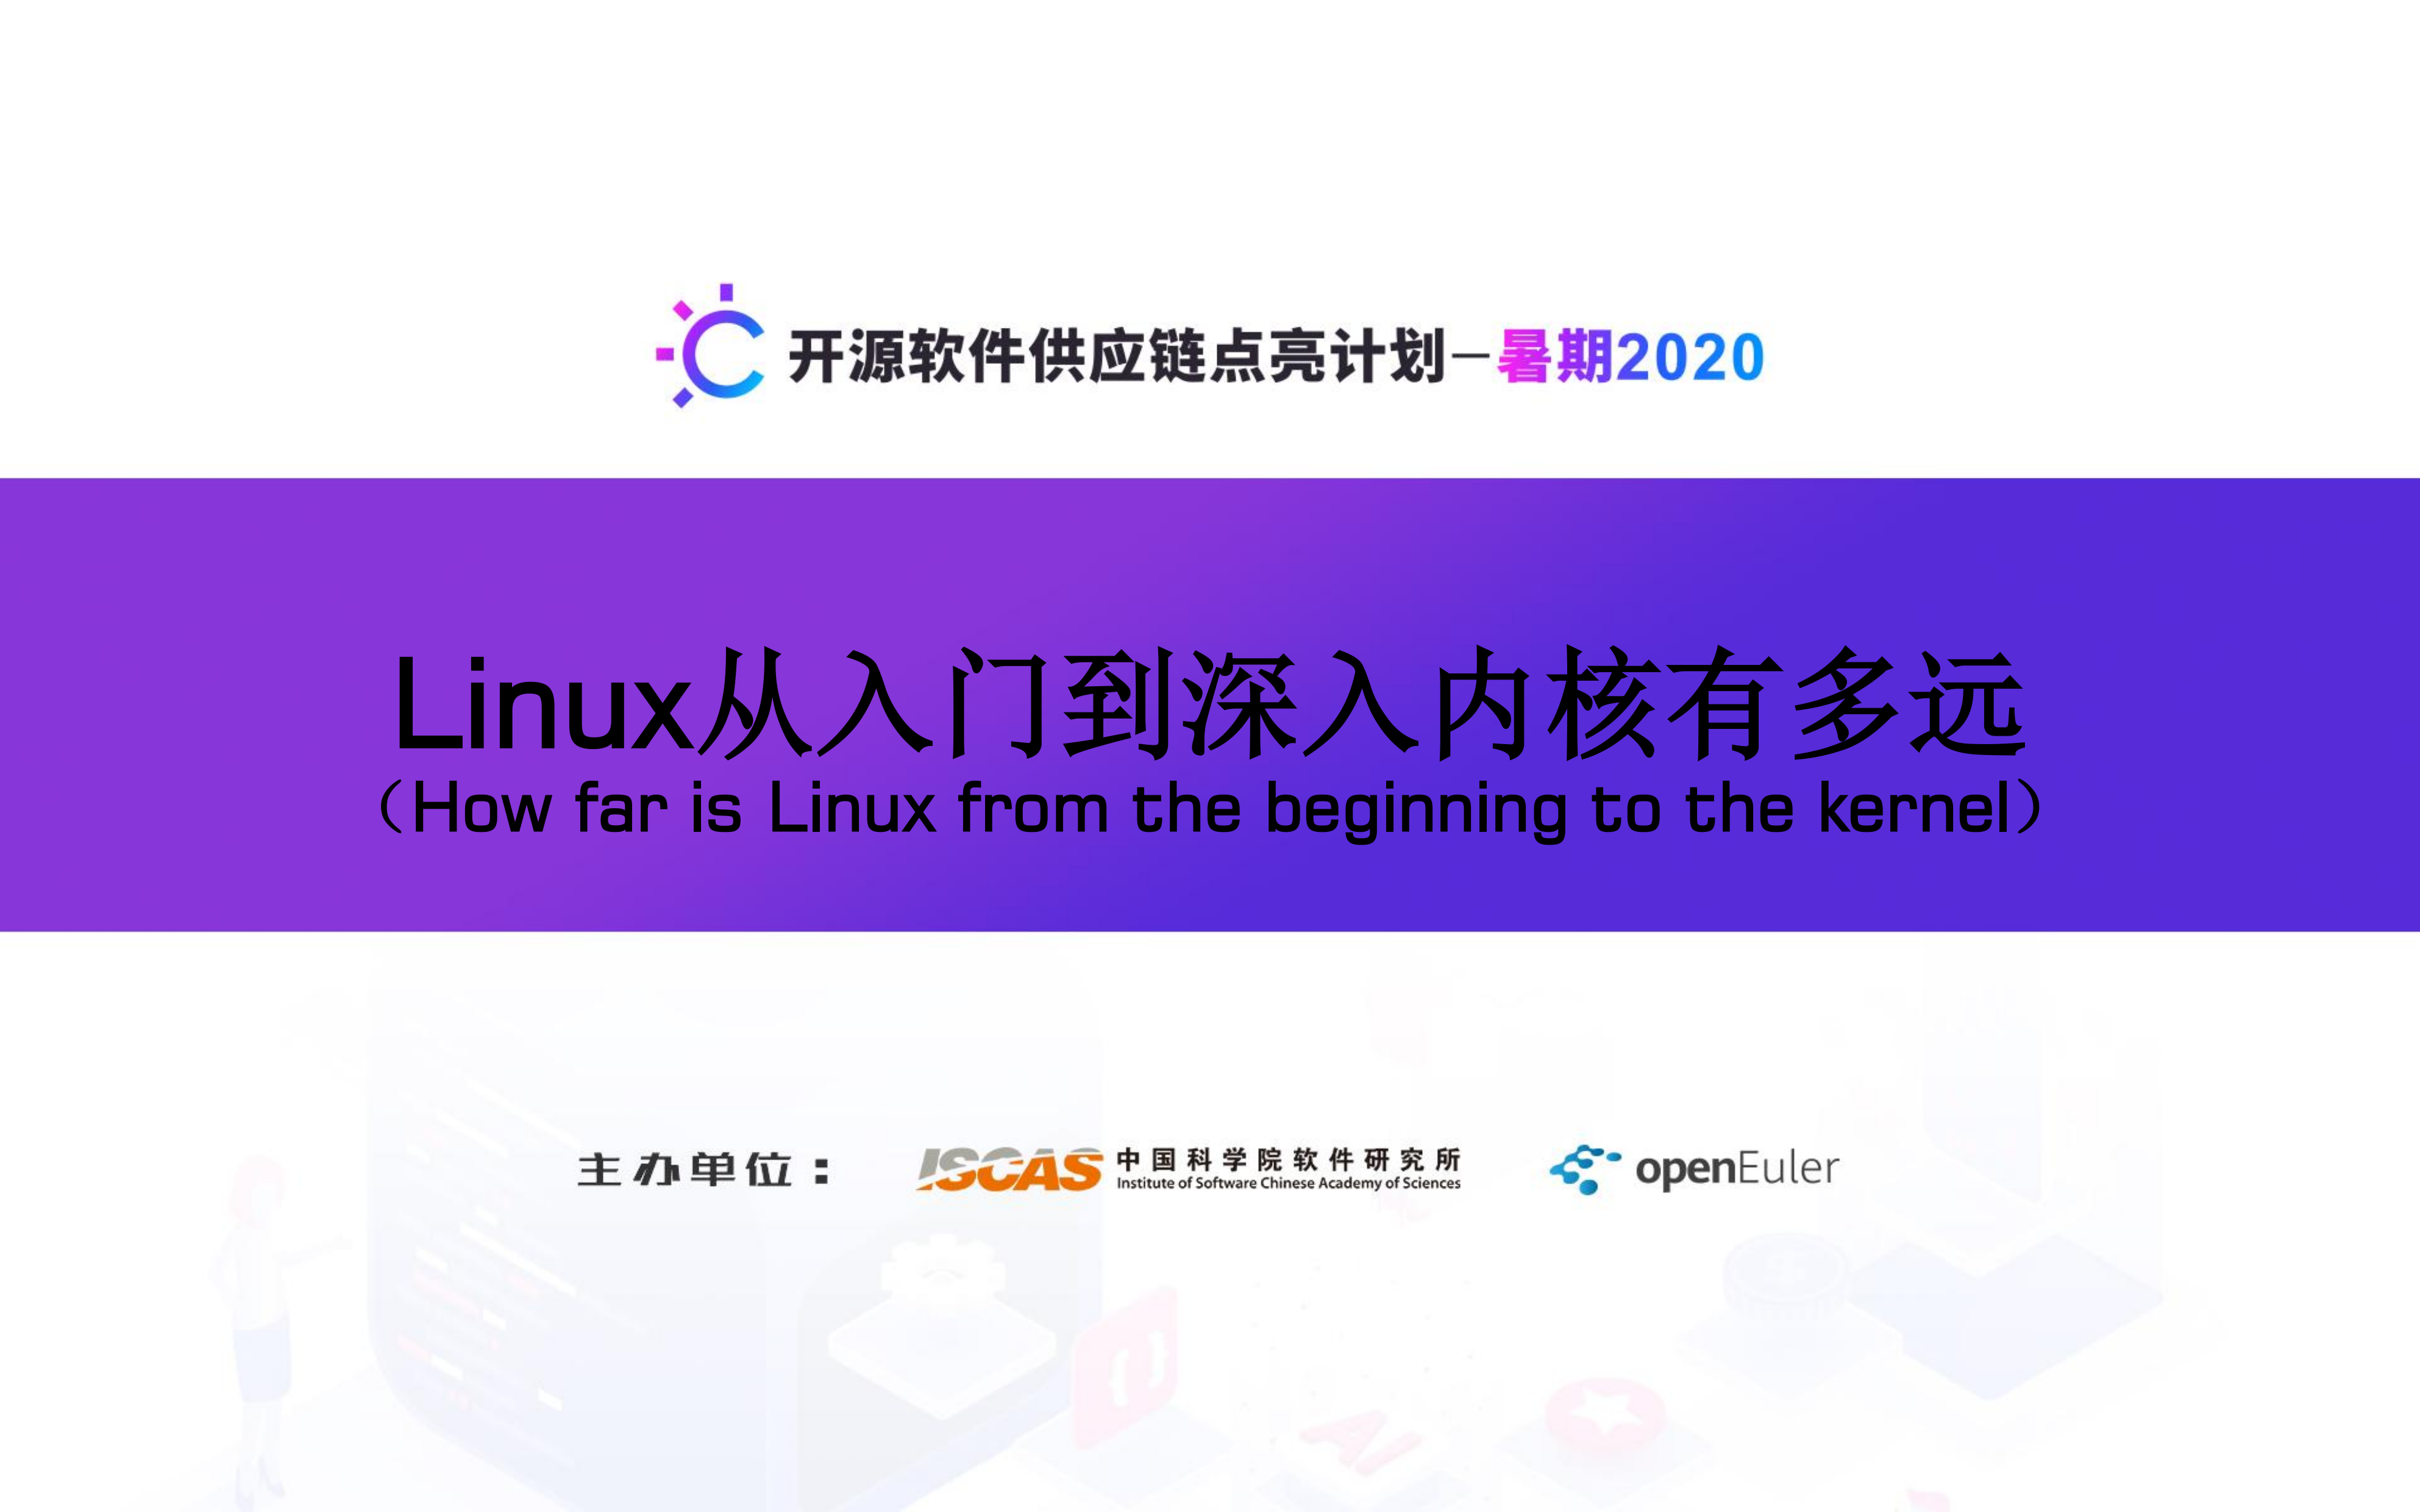 开源软件供应链点亮计划—暑期2020
Linux从入门到深入内核有多远
（How far is Linux from the beginning to the kernel）
主办单位： ISCAS 中国科学院软件研究所 openEuler
Institute of Software Chinese Academy of Sciences
AI